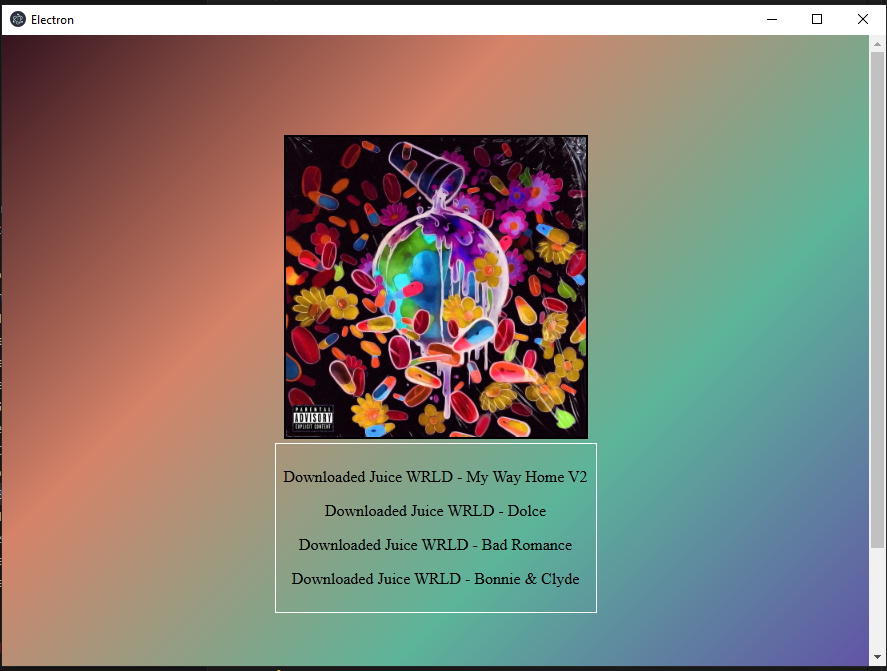 Electron
PARENTAL
ADVISORY
EXPLICIT CONTENT
Downloaded Juice WRLD - My Way Home V2
Downloaded Juice WRLD - Dolce
Downloaded Juice WRLD - Bad Romance
Downloaded Juice WRLD - Bonnie & Clyde